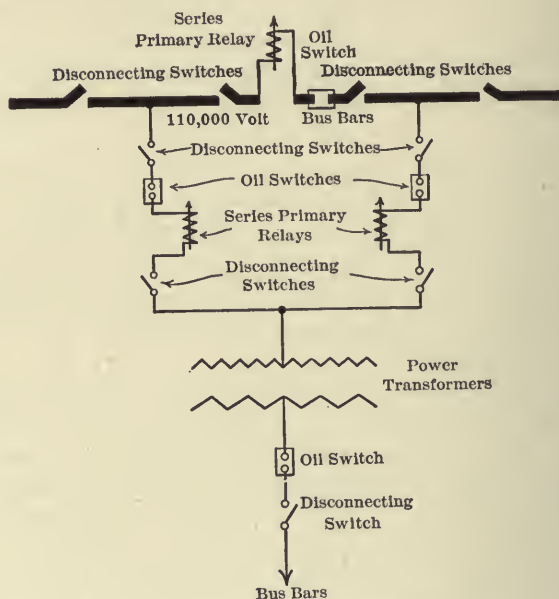 Series
Primary Relay
Oil
Switch
Disconnecting Switches
Disconnecting Switches
110,000 Volt
Bus Bars
Disconnecting Switches
Oil Switches
Series Primary
Relays
Disconnecting
Switches
Power
Transformers
Oil Switch
Disconnecting
Switch
Bus Bars